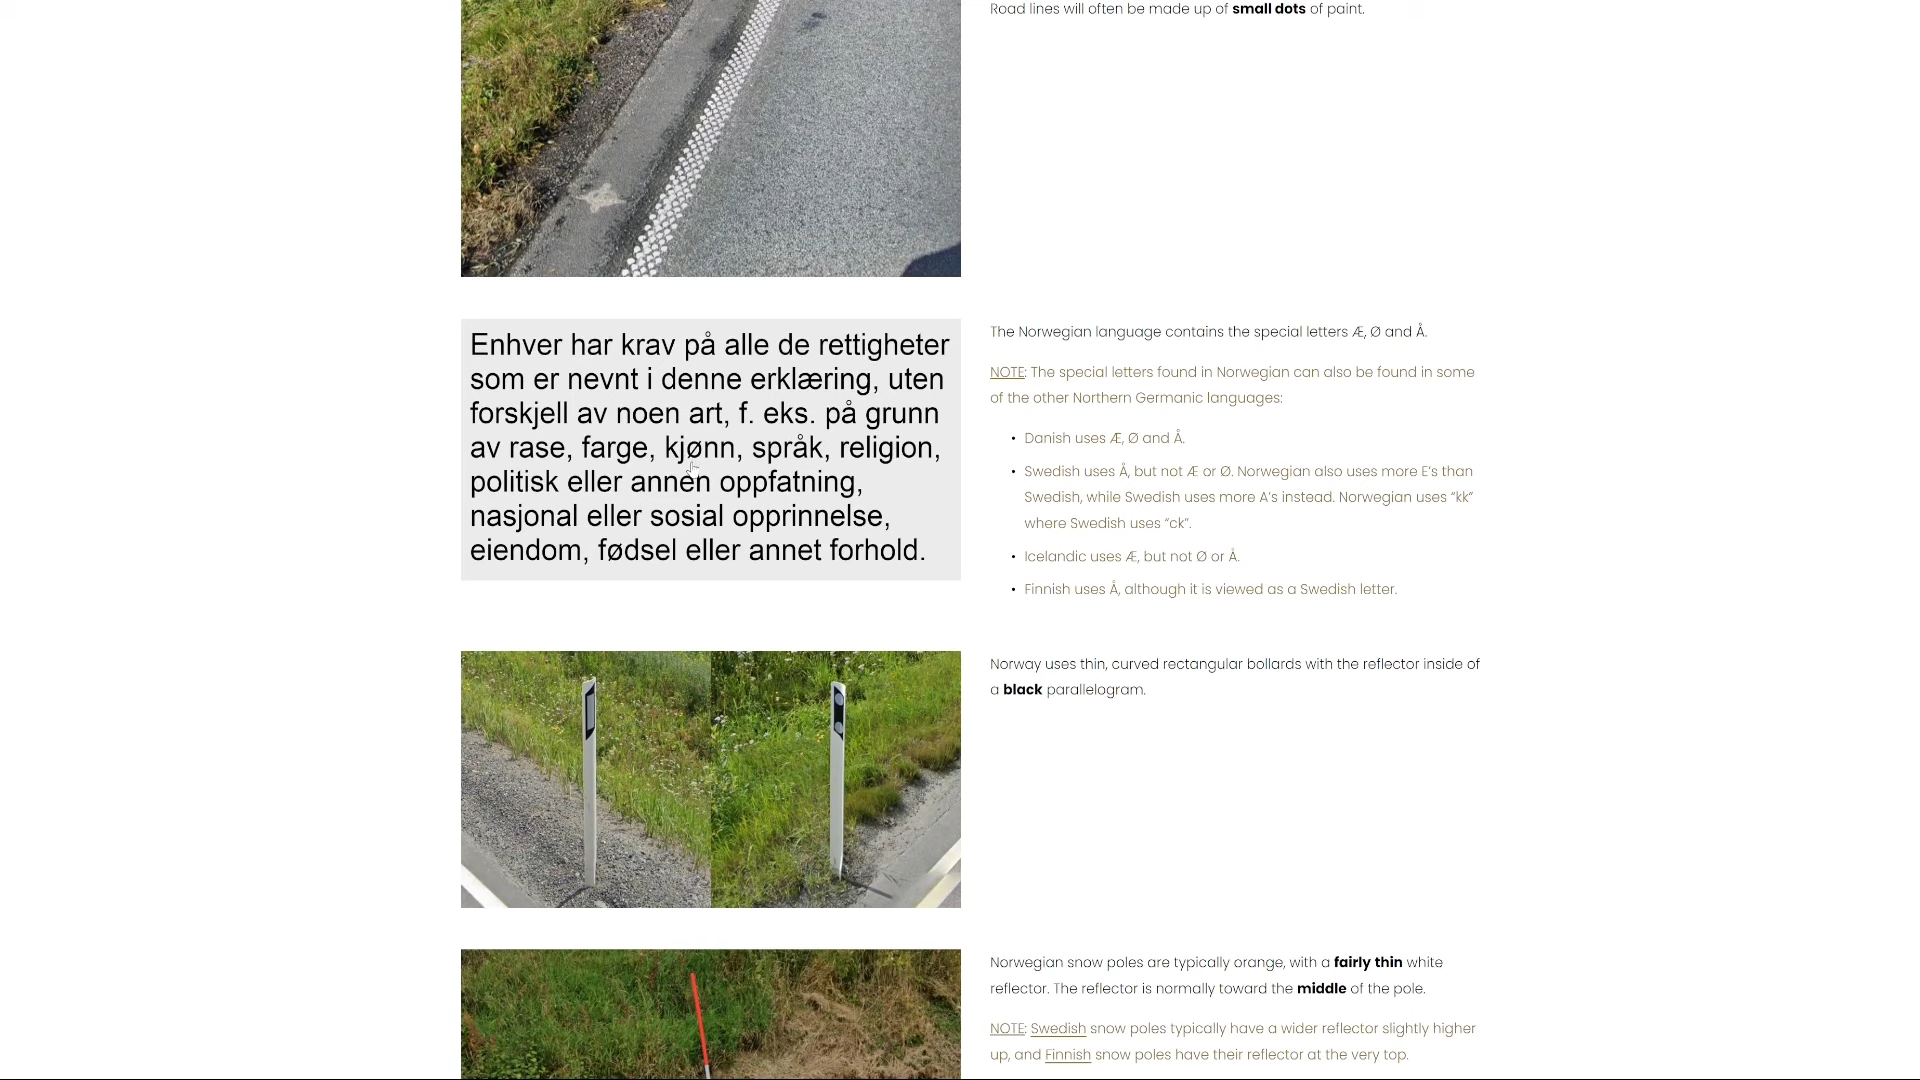 Road lines will often be made up of small dots of paint.
Enhver har krav på alle de rettigheter
som er nevnt i denne erklæring, uten
forskjell av noen art, f. eks. på grunn
av rase, farge, kjønn, språk, religion,
politisk eller annen oppfatning,
nasjonal eller sosial opprinnelse,
eiendom, fødsel eller annet forhold.
The Norwegian language contains the special letters Æ, Ø and Å.
NOTE: The special letters found in Norwegian can also be found in some
of the other Northern Germanic languages:
• Danish uses Æ, Ø and Å.
• Swedish uses Å, but not Æ or Ø. Norwegian also uses more E’s than
Swedish, while Swedish uses more A’s instead. Norwegian uses “kk”
where Swedish uses “ck”.
• Icelandic uses Æ, but not Ø or Å.
• Finnish uses Å, although it is viewed as a Swedish letter.
Norway uses thin, curved rectangular bollards with the reflector inside of
a black parallelogram.
Norwegian snow poles are typically orange, with a fairly thin white
reflector. The reflector is normally toward the middle of the pole.
NOTE: Swedish snow poles typically have a wider reflector slightly higher
up, and Finnish snow poles have their reflector at the very top.